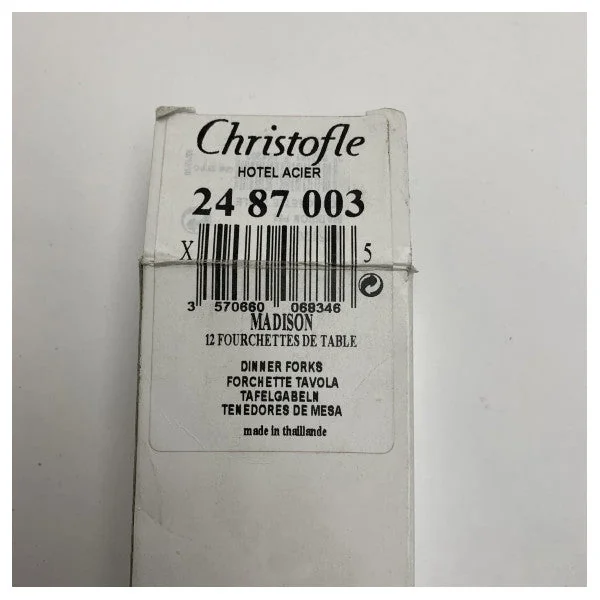 Christofle
HOTEL ACIER
24 87 003
X 5
3 570660 068346
MADISON
12 FOURCHETTES DE TABLE
DINNER FORKS
FORCHETTE TAVOLA
TAFELGABELN
TENEDORES DE MESA
made in thaillande